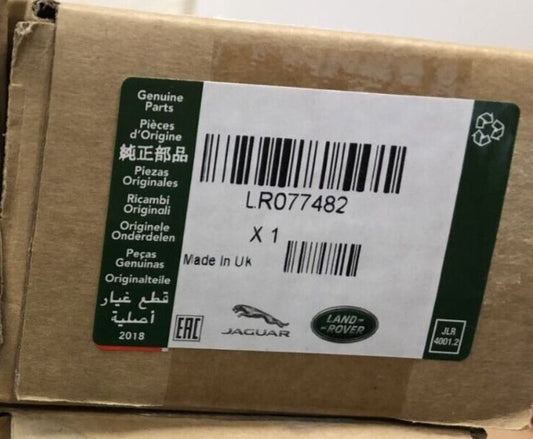 Genuine
Parts
Pièces
d'Origine
純正部品
Piezas
Originales
Ricambi
Originali
Originele
Onderdelen
Peças
Genuinas
Originalteile
قطع غيار
أصلية
2018
LR077482
X 1
Made In UK
EAC
JAGUAR
LAND-
ROVER
JLR
4001.2